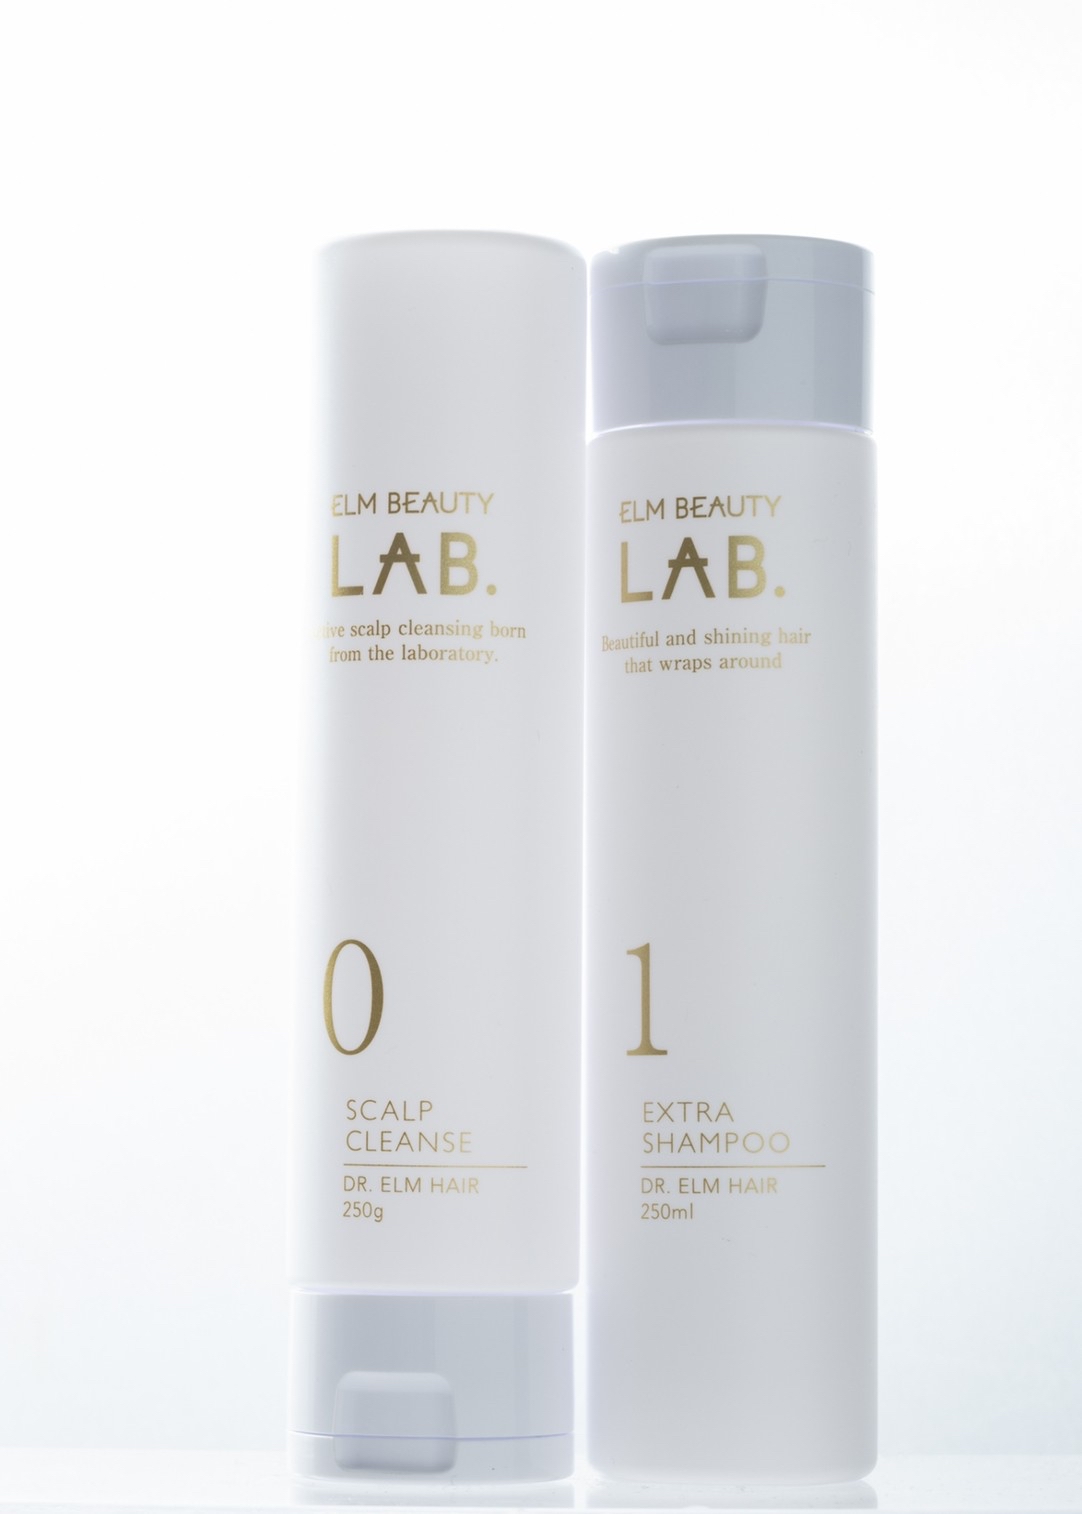 ELM BEAUTY
LAB.
scalp cleansing born
from the laboratory.
0
SCALP
CLEANSE
DR. ELM HAIR
250g
ELM BEAUTY
LAB.
Beautiful and shining hair
that wraps around
1
EXTRA
SHAMPOO
DR. ELM HAIR
250ml